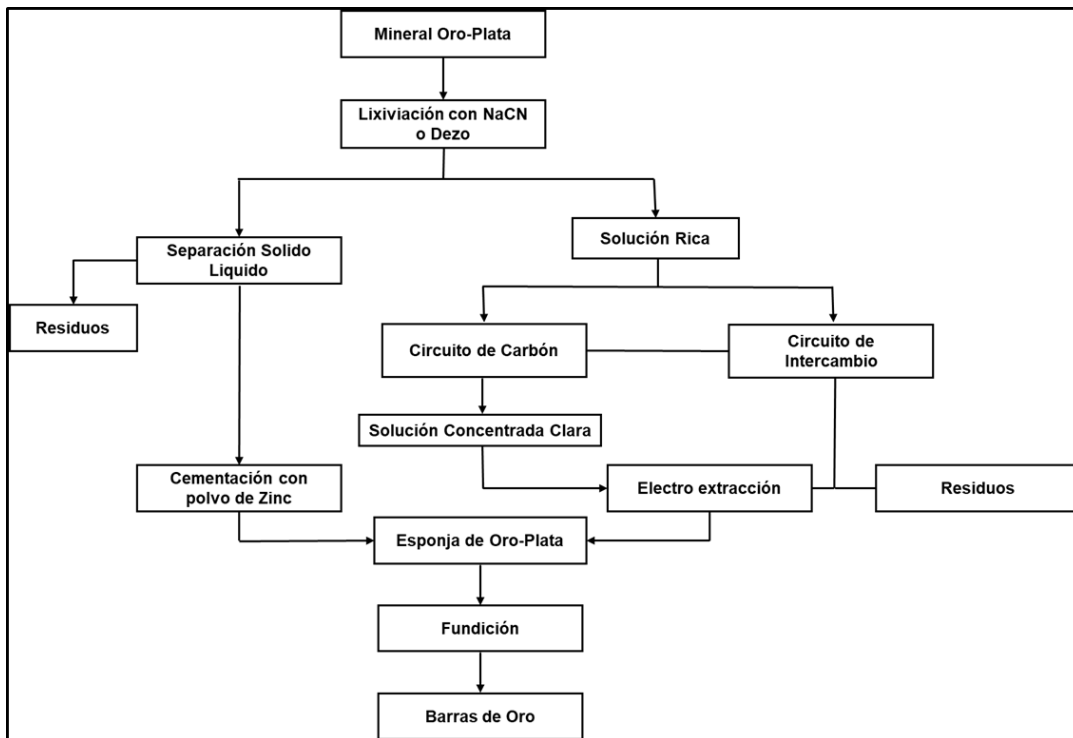 Mineral Oro-Plata
Lixiviación con NaCN
o Dezo
Separación Solido
Liquido
Solución Rica
Residuos
Circuito de Carbón
Circuito de
Intercambio
Solución Concentrada Clara
Cementación con
polvo de Zinc
Electro extracción
Residuos
Esponja de Oro-Plata
Fundición
Barras de Oro